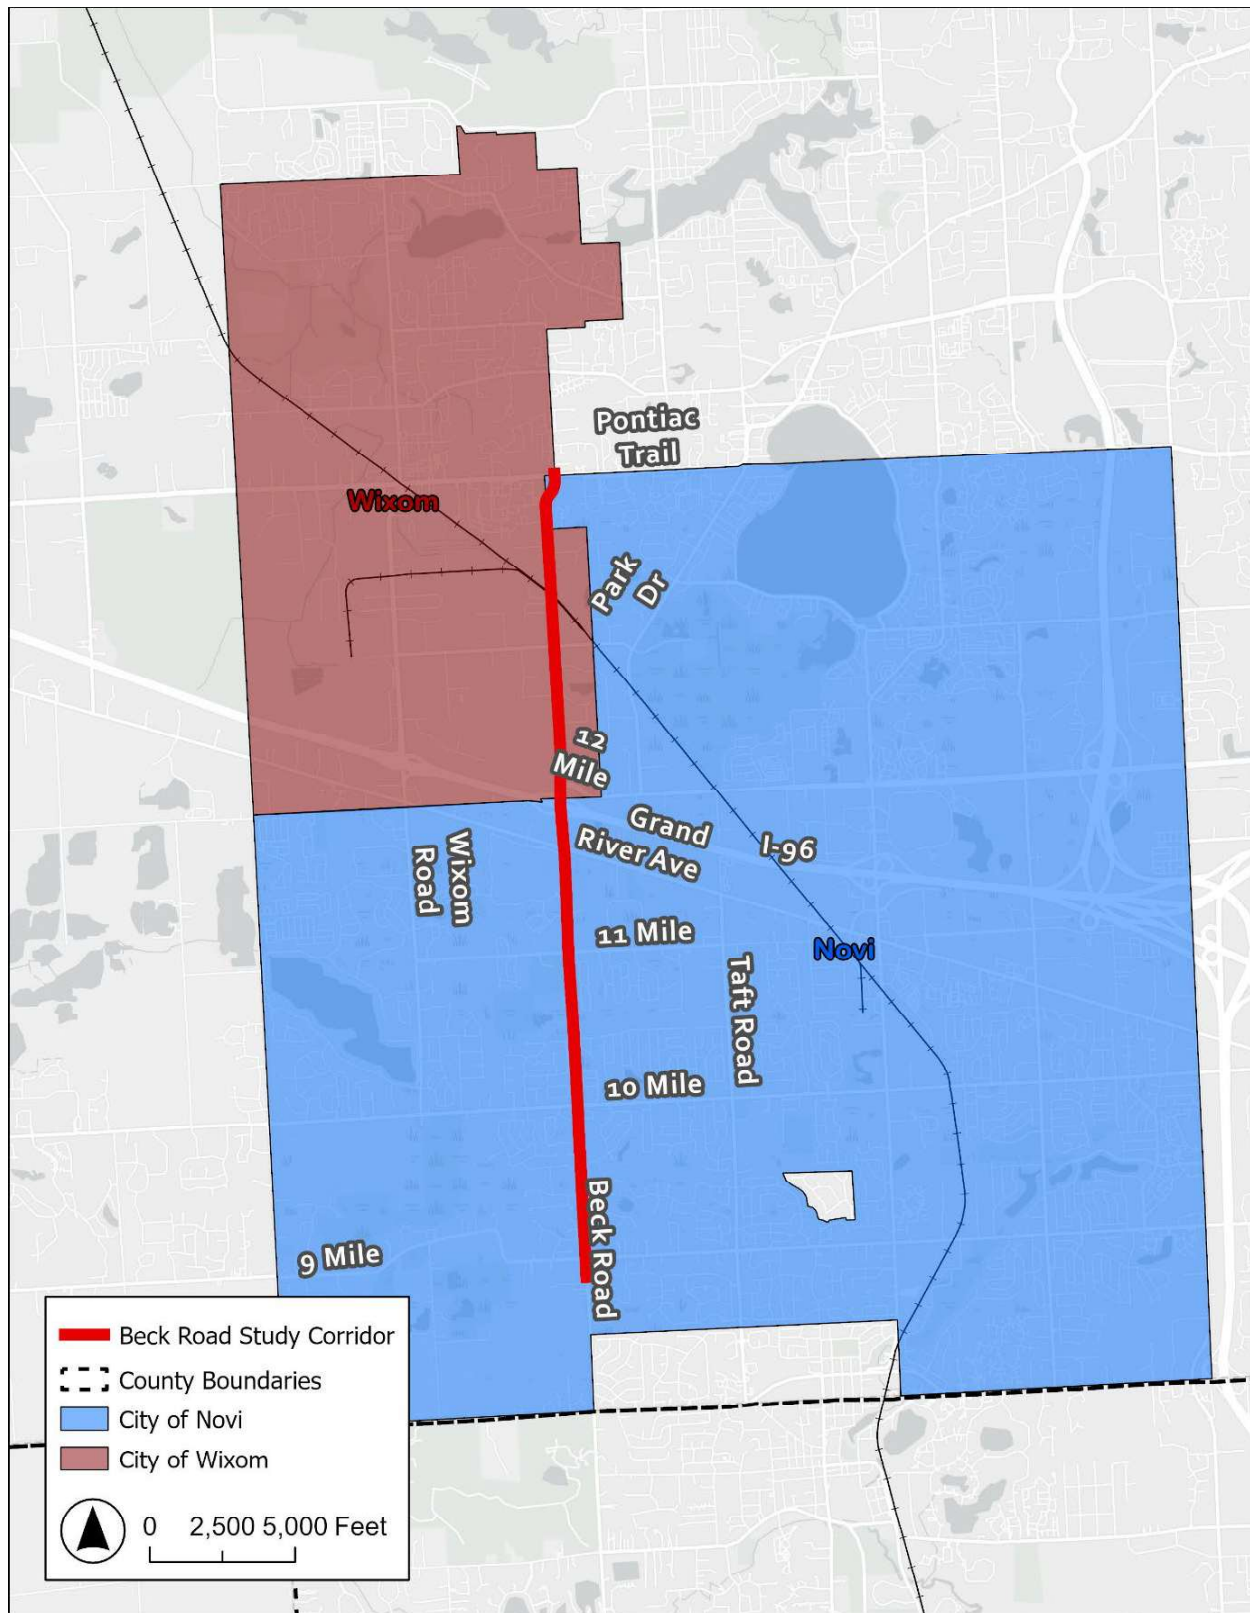 Pontiac
Trail
Wixom
Park
Dr
12
Mile
Grand
River Ave
I-96
Wixom
Road
11 Mile
Novi
Taft Road
10 Mile
Beck Road
9 Mile
Beck Road Study Corridor
County Boundaries
City of Novi
City of Wixom
0 2,500 5,000 Feet